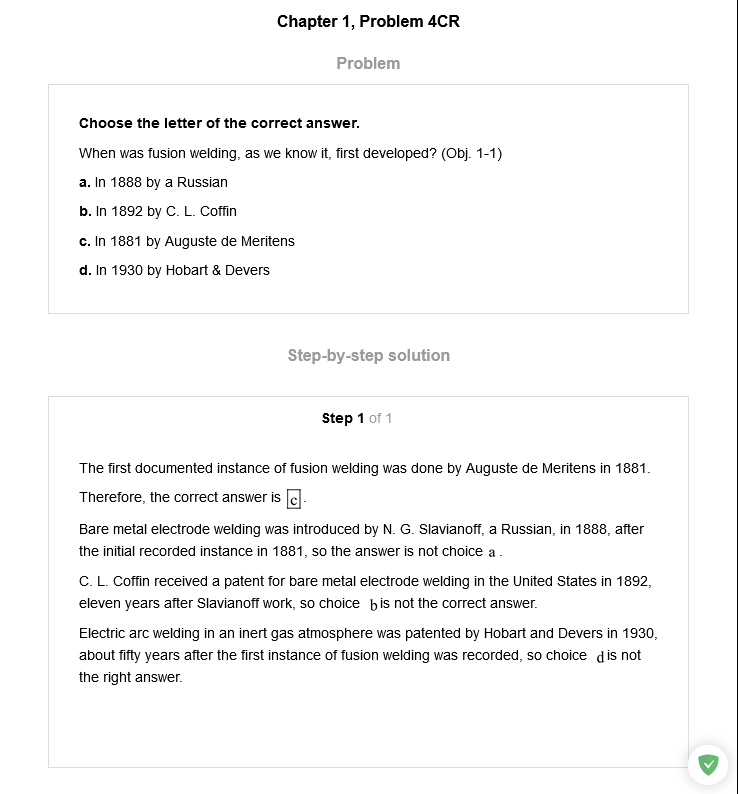 Chapter 1, Problem 4CR
Problem
Choose the letter of the correct answer.
When was fusion welding, as we know it, first developed? (Obj. 1-1)
a. In 1888 by a Russian
b. In 1892 by C. L. Coffin
c. In 1881 by Auguste de Meritens
d. In 1930 by Hobart & Devers
Step-by-step solution
Step 1 of 1
The first documented instance of fusion welding was done by Auguste de Meritens in 1881.
Therefore, the correct answer is c.
Bare metal electrode welding was introduced by N. G. Slavianoff, a Russian, in 1888, after
the initial recorded instance in 1881, so the answer is not choice a .
C. L. Coffin received a patent for bare metal electrode welding in the United States in 1892,
eleven years after Slavianoff work, so choice b is not the correct answer.
Electric arc welding in an inert gas atmosphere was patented by Hobart and Devers in 1930,
about fifty years after the first instance of fusion welding was recorded, so choice d is not
the right answer.